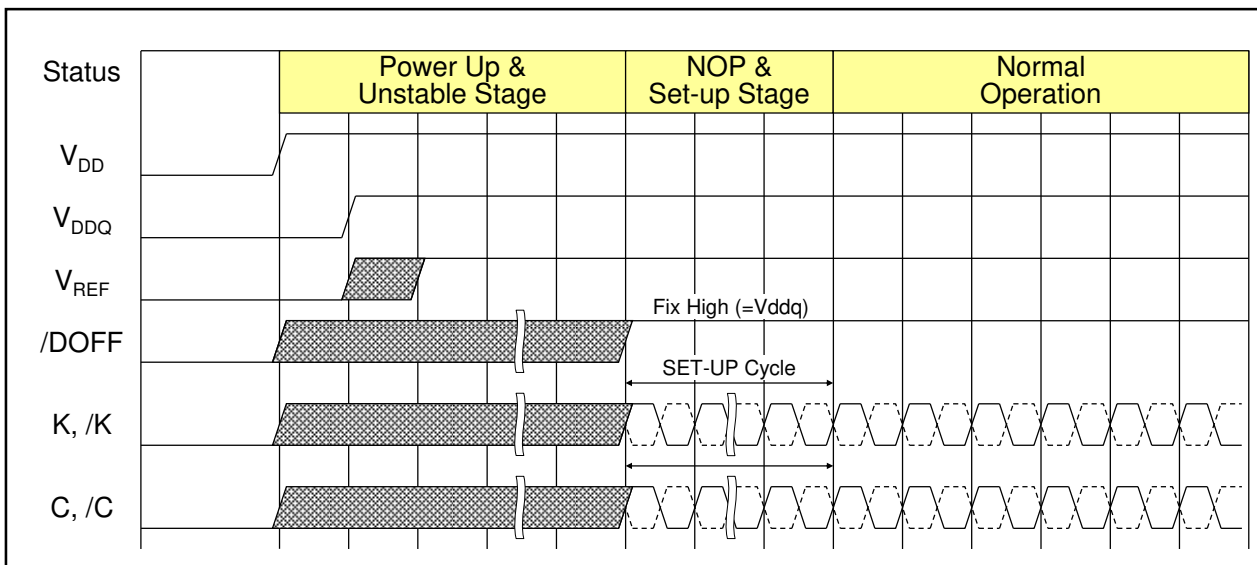 Status
Power Up &
Unstable Stage
NOP &
Set-up Stage
Normal
Operation
VDD
VDDQ
VREF
/DOFF
Fix High (=Vddq)
SET-UP Cycle
K, /K
C, /C